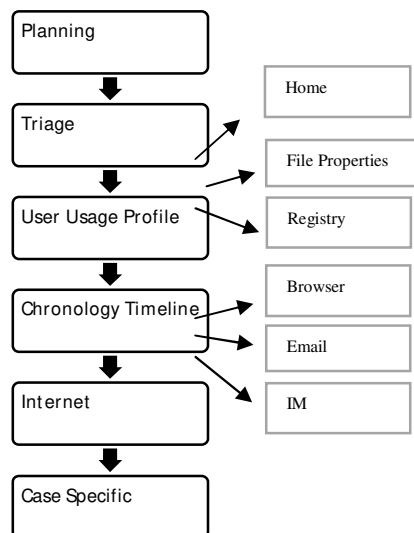 Planning
Triage
User Usage Profile
Chronology Timeline
Internet
Case Specific
Home
File Properties
Registry
Browser
Email
IM